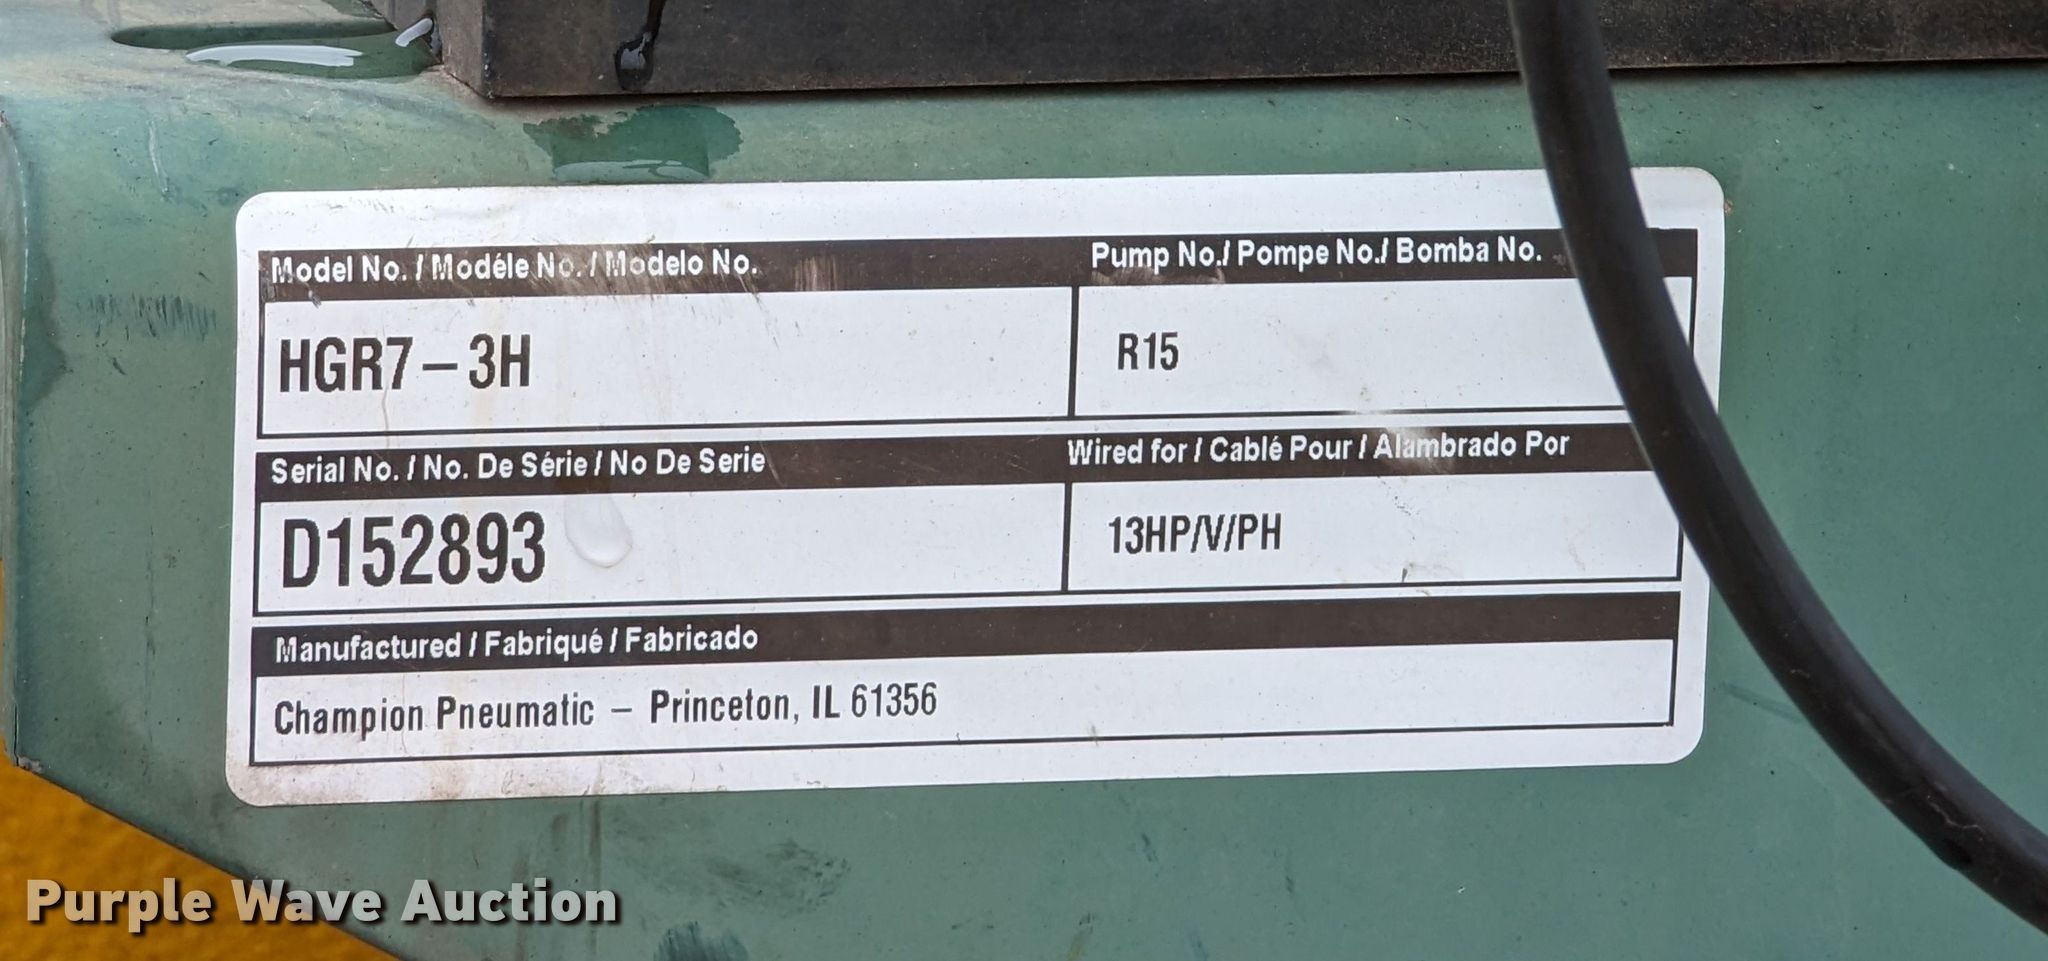 Model No. / Modéle No. / Modelo No.
Pump No./ Pompe No./ Bomba No.
HGR7 – 3H
R15
Serial No. / No. De Série / No De Serie
Wired for / Cablé Pour / Alambrado Por
D152893
13HP/V/PH
Manufactured / Fabriqué / Fabricado
Champion Pneumatic – Princeton, IL 61356
Purple Wave Auction